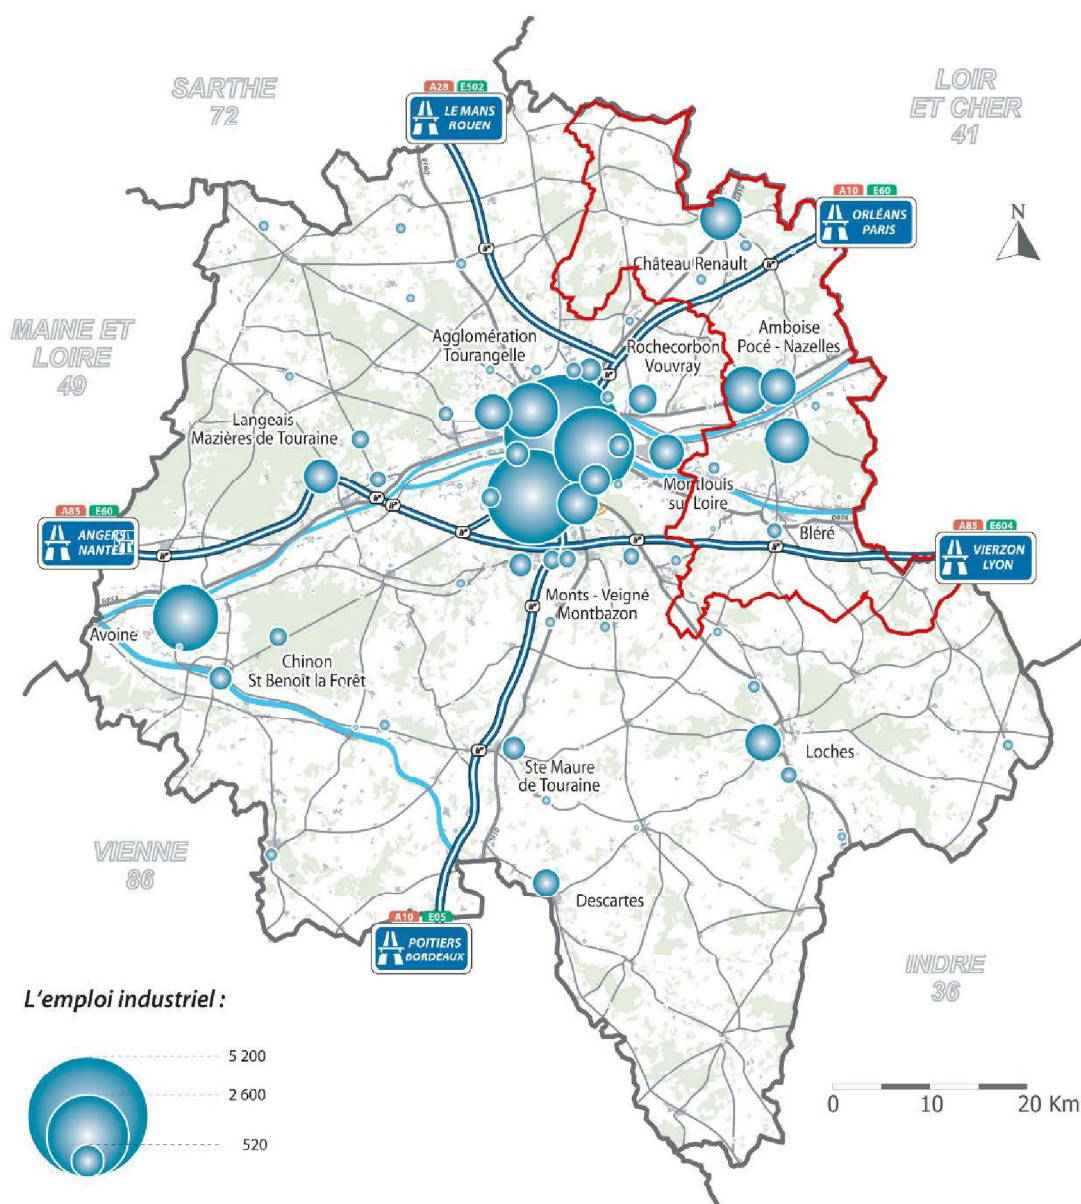 SARTHE
72
LOIR
ET CHER
41
A28 E502
LE MANS
ROUEN
A10 E60
ORLÉANS
PARIS
N
Château Renault
MAINE ET
LOIRE
49
Agglomération
Tourangelle
Rochecorbon
Vouvray
Amboise
Pocé - Nazelles
Langeais
Mazières de Touraine
Montlouis
sur Loire
Bléré
A85 E60
ANGERS
NANTES
A85 E604
VIERZON
LYON
Monts - Veigné
Montbazon
Avoine
Chinon
St Benoît la Forêt
Loches
Ste Maure
de Touraine
VIENNE
86
Descartes
A10 E05
POITIERS
BORDEAUX
INDRE
36
L'emploi industriel :
5 200
2 600
520
0 10 20 Km